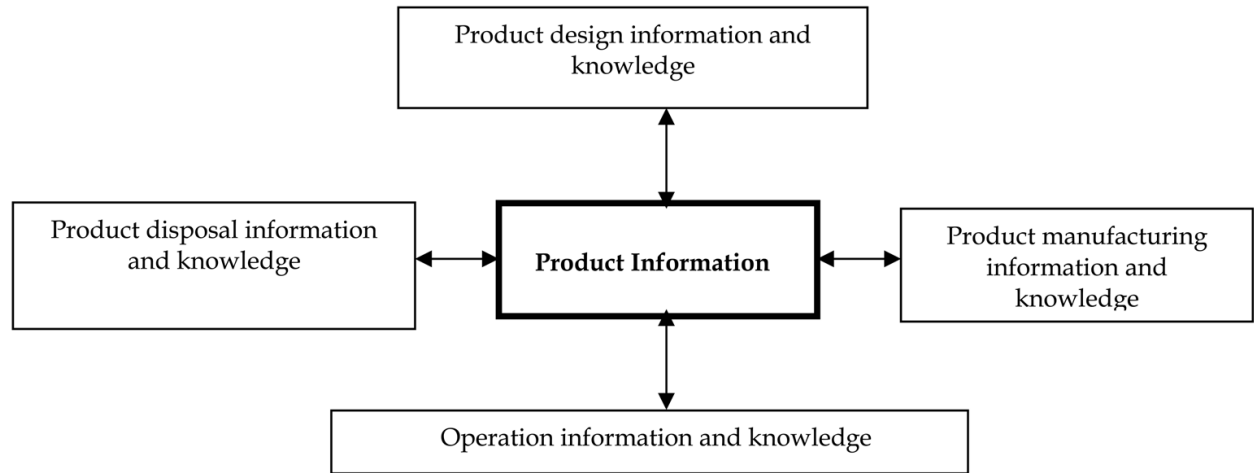 Product design information and
knowledge
Product disposal information
and knowledge
Product Information
Product manufacturing
information and
knowledge
Operation information and knowledge